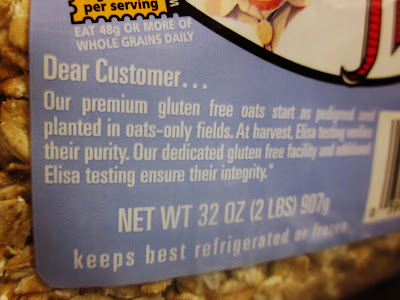 per serving
EAT 48g OR MORE OF
WHOLE GRAINS DAILY
Dear Customer...
Our premium gluten free oats start as pedigreed seed
planted in oats-only fields. At harvest, Elisa testing verifies
their purity. Our dedicated gluten free facility and additional
Elisa testing ensure their integrity.*
NET WT 32 OZ (2 LBS) 907g
keeps best refrigerated or frozen